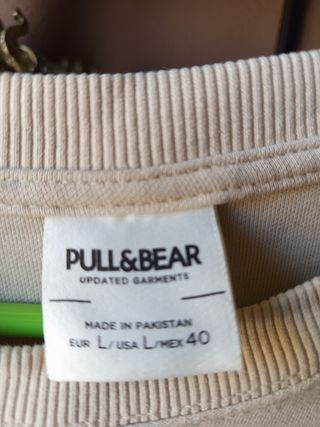 PULL&BEAR
UPDATED GARMENTS
MADE IN PAKISTAN
EUR L/USA L/MEX 40